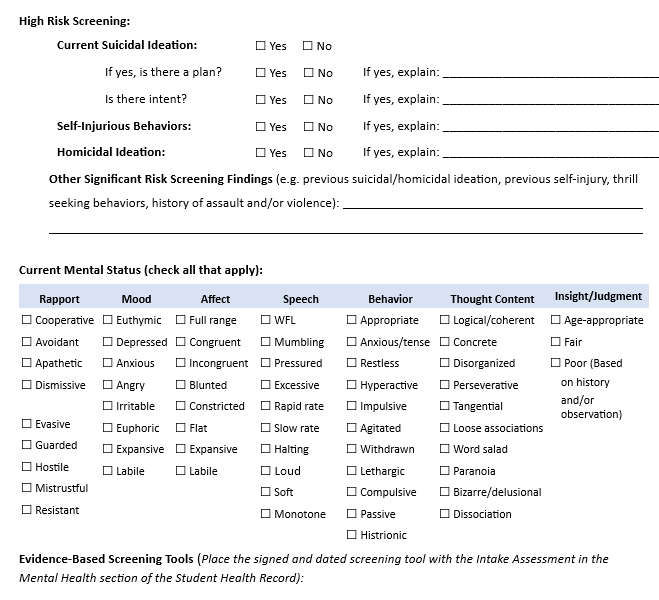 High Risk Screening:
Current Suicidal Ideation: ☐ Yes ☐ No
If yes, is there a plan? ☐ Yes ☐ No If yes, explain: ____________________
Is there intent? ☐ Yes ☐ No If yes, explain: ____________________
Self-Injurious Behaviors: ☐ Yes ☐ No If yes, explain: ____________________
Homicidal Ideation: ☐ Yes ☐ No If yes, explain: ____________________
Other Significant Risk Screening Findings (e.g. previous suicidal/homicidal ideation, previous self-injury, thrill
seeking behaviors, history of assault and/or violence): ____________________
Current Mental Status (check all that apply):
Rapport Mood Affect Speech Behavior Thought Content Insight/Judgment
☐ Cooperative ☐ Euthymic ☐ Full range ☐ WFL ☐ Appropriate ☐ Logical/coherent ☐ Age-appropriate
☐ Avoidant ☐ Depressed ☐ Congruent ☐ Mumbling ☐ Anxious/tense ☐ Concrete ☐ Fair
☐ Apathetic ☐ Anxious ☐ Incongruent ☐ Pressured ☐ Restless ☐ Disorganized ☐ Poor (Based
☐ Dismissive ☐ Angry ☐ Blunted ☐ Excessive ☐ Hyperactive ☐ Perseverative on history
☐ Irritable ☐ Constricted ☐ Rapid rate ☐ Impulsive ☐ Tangential and/or
observation)
☐ Evasive ☐ Euphoric ☐ Flat ☐ Slow rate ☐ Agitated ☐ Loose associations
☐ Guarded ☐ Expansive ☐ Expansive ☐ Halting ☐ Withdrawn ☐ Word salad
☐ Hostile ☐ Labile ☐ Labile ☐ Loud ☐ Lethargic ☐ Paranoia
☐ Mistrustful ☐ Soft ☐ Compulsive ☐ Bizarre/delusional
☐ Resistant ☐ Monotone ☐ Passive ☐ Dissociation
☐ Histrionic
Evidence-Based Screening Tools (Place the signed and dated screening tool with the Intake Assessment in the
Mental Health section of the Student Health Record):